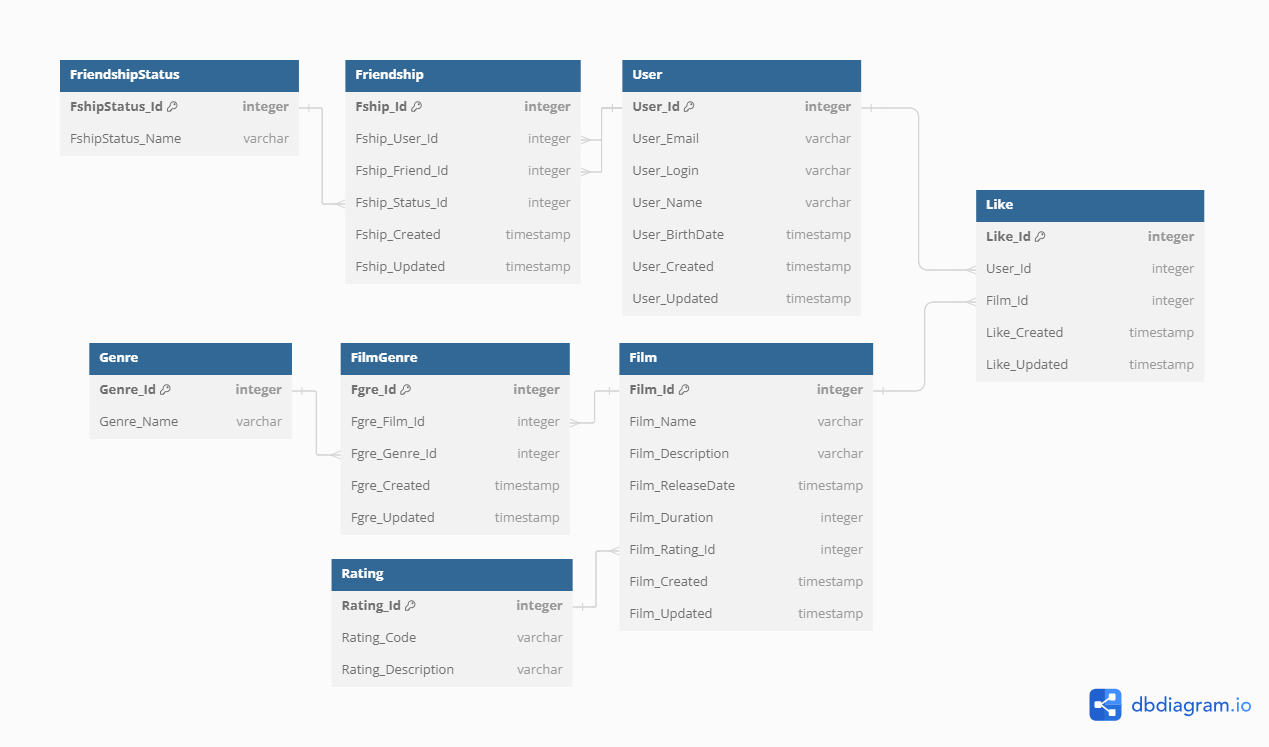 FriendshipStatus
FshipStatus_Id integer
FshipStatus_Name varchar
Friendship
Fship_Id integer
Fship_User_Id integer
Fship_Friend_Id integer
Fship_Status_Id integer
Fship_Created timestamp
Fship_Updated timestamp
User
User_Id integer
User_Email varchar
User_Login varchar
User_Name varchar
User_BirthDate timestamp
User_Created timestamp
User_Updated timestamp
Like
Like_Id integer
User_Id integer
Film_Id integer
Like_Created timestamp
Like_Updated timestamp
Genre
Genre_Id integer
Genre_Name varchar
FilmGenre
Fgre_Id integer
Fgre_Film_Id integer
Fgre_Genre_Id integer
Fgre_Created timestamp
Fgre_Updated timestamp
Film
Film_Id integer
Film_Name varchar
Film_Description varchar
Film_ReleaseDate timestamp
Film_Duration integer
Film_Rating_Id integer
Film_Created timestamp
Film_Updated timestamp
Rating
Rating_Id integer
Rating_Code varchar
Rating_Description varchar
dbdiagram.io